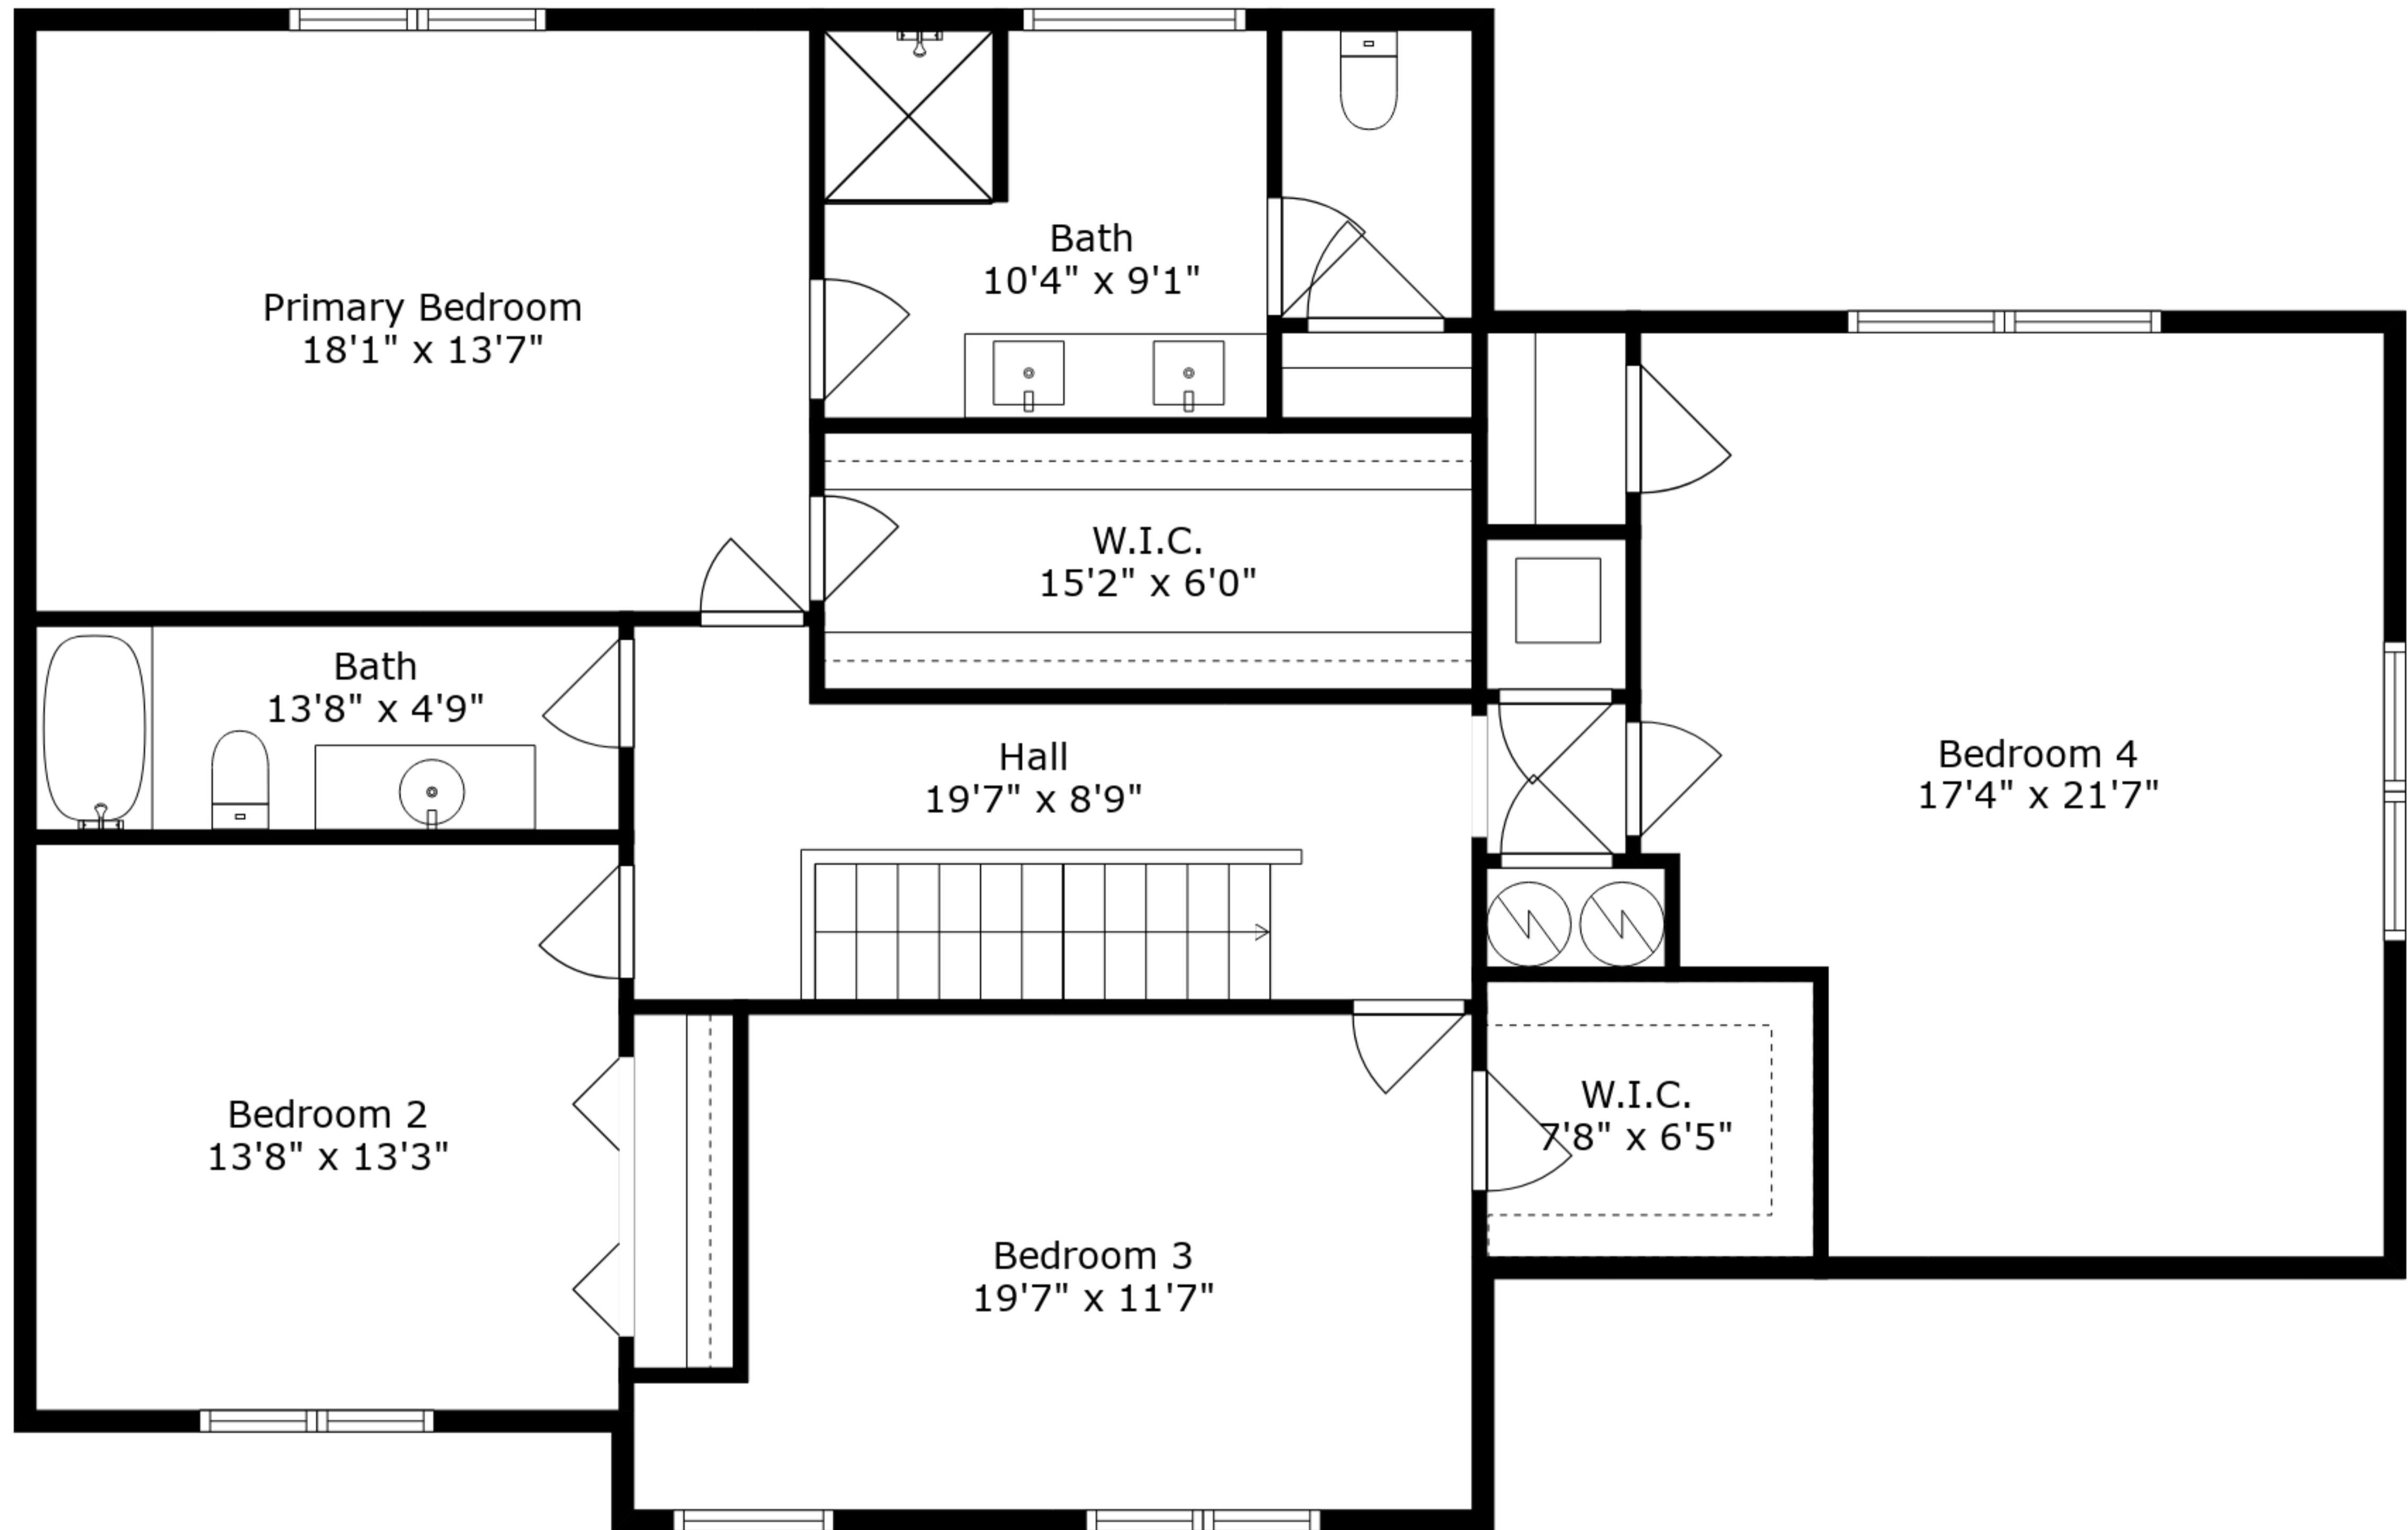 Bath
10'4" x 9'1"
Primary Bedroom
18'1" x 13'7"
W.I.C.
15'2" x 6'0"
Bath
13'8" x 4'9"
Hall
19'7" x 8'9"
Bedroom 4
17'4" x 21'7"
Bedroom 2
13'8" x 13'3"
W.I.C.
7'8" x 6'5"
Bedroom 3
19'7" x 11'7"